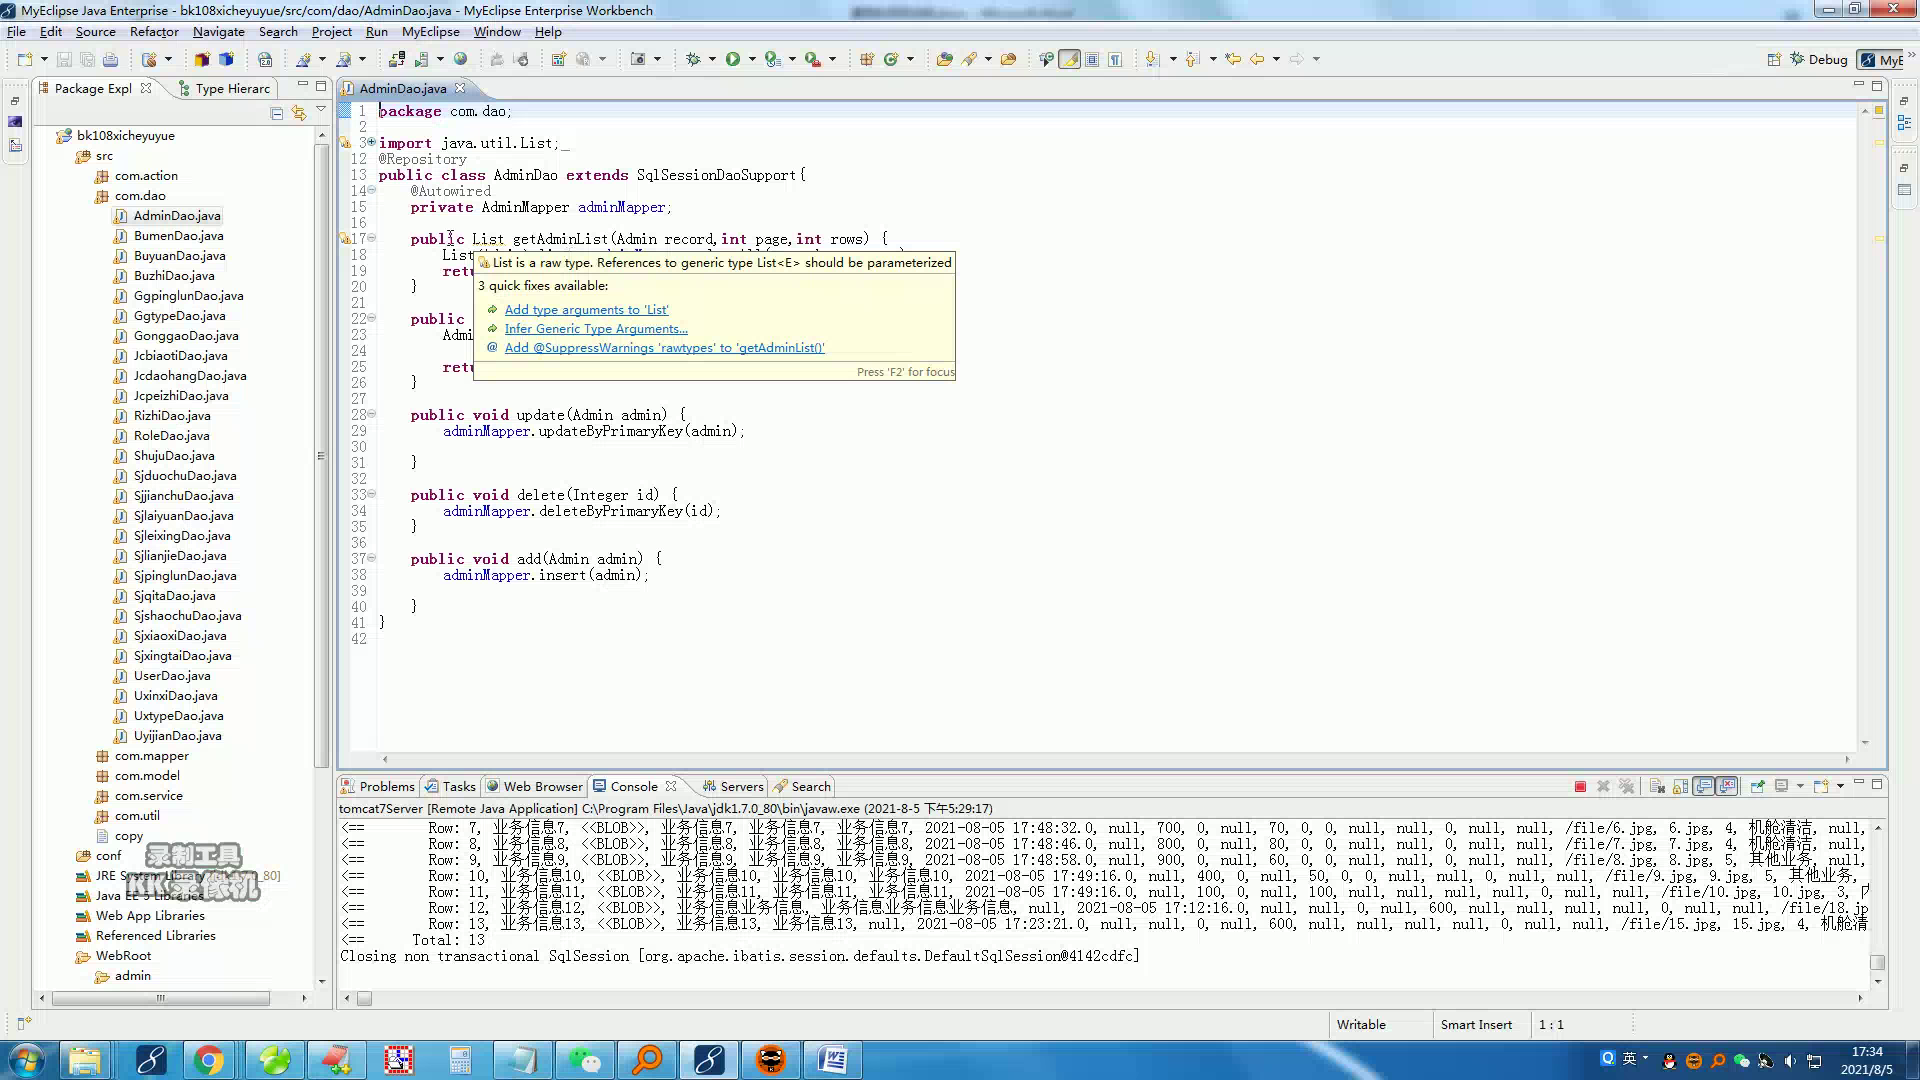 MyEclipse Java Enterprise - bk108xicheyuyue/src/com/dao/AdminDao.java - MyEclipse Enterprise Workbench
File Edit Source Refactor Navigate Search Project Run MyEclipse Window Help
Debug MyE
Package Expl Type Hierarc
bk108xicheyuyue
src
com.action
com.dao
AdminDao.java
BumenDao.java
BuyuanDao.java
BuzhiDao.java
GgpinglunDao.java
GgtypeDao.java
GonggaoDao.java
JcbiaotiDao.java
JcdaohangDao.java
JcpeizhiDao.java
RizhiDao.java
RoleDao.java
ShujuDao.java
SjduochuDao.java
SjjianchuDao.java
SjlaiyuanDao.java
SjleixingDao.java
SjlianjieDao.java
SjpinglunDao.java
SjqitaDao.java
SjshaochuDao.java
SjxiaoxiDao.java
SjxingtaiDao.java
UserDao.java
UxinxiDao.java
UxtypeDao.java
UyijianDao.java
com.mapper
com.model
com.service
com.util
copy
conf
JRE System Library
Java EE 5 Libraries
Web App Libraries
Referenced Libraries
WebRoot
admin
录制工具
KK录像机
AdminDao.java
1 package com.dao;
2
3 import java.util.List;
12 @Repository
13 public class AdminDao extends SqlSessionDaoSupport{
14 @Autowired
15 private AdminMapper adminMapper;
16
17 public List getAdminList(Admin record,int page,int rows) {
18 List
19 retu
20 }
21
22 public
23 Admi
24
25 retu
26 }
27
28 public void update(Admin admin) {
29 adminMapper.updateByPrimaryKey(admin);
30
31 }
32
33 public void delete(Integer id) {
34 adminMapper.deleteByPrimaryKey(id);
35 }
36
37 public void add(Admin admin) {
38 adminMapper.insert(admin);
39
40 }
41 }
42
List is a raw type. References to generic type List<E> should be parameterized
3 quick fixes available:
Add type arguments to 'List'
Infer Generic Type Arguments...
@ Add @SuppressWarnings 'rawtypes' to 'getAdminList()'
Press 'F2' for focus
Problems Tasks Web Browser Console Servers Search
tomcat7Server [Remote Java Application] C:\Program Files\Java\jdk1.7.0_80\bin\javaw.exe (2021-8-5 下午5:29:17)
<== Row: 7, 业务信息7, <<BLOB>>, 业务信息7, 业务信息7, 业务信息7, 2021-08-05 17:48:32.0, null, 700, 0, null, 70, 0, 0, null, null, 0, null, null, /file/6.jpg, 6.jpg, 4, 机舱清洁, null,
<== Row: 8, 业务信息8, <<BLOB>>, 业务信息8, 业务信息8, 业务信息8, 2021-08-05 17:48:46.0, null, 800, 0, null, 80, 0, 0, null, null, 0, null, null, /file/7.jpg, 7.jpg, 4, 机舱清洁, null,
<== Row: 9, 业务信息9, <<BLOB>>, 业务信息9, 业务信息9, 业务信息9, 2021-08-05 17:48:58.0, null, 900, 0, null, 60, 0, 0, null, null, 0, null, null, /file/8.jpg, 8.jpg, 5, 其他业务, null,
<== Row: 10, 业务信息10, <<BLOB>>, 业务信息10, 业务信息10, 业务信息10, 2021-08-05 17:49:16.0, null, 400, 0, null, 50, 0, 0, null, null, 0, null, null, /file/9.jpg, 9.jpg, 5, 其他业务,
<== Row: 11, 业务信息11, <<BLOB>>, 业务信息11, 业务信息11, 业务信息11, 2021-08-05 17:49:16.0, null, 100, 0, null, 100, null, null, null, null, 0, null, null, /file/10.jpg, 10.jpg, 3,
<== Row: 12, 业务信息12, <<BLOB>>, 业务信息业务信息, 业务信息业务信息业务信息, null, 2021-08-05 17:12:16.0, null, null, 0, null, 600, null, null, null, null, 0, null, null, /file/18.jp
<== Row: 13, 业务信息13, <<BLOB>>, 业务信息13, 业务信息13, null, 2021-08-05 17:23:21.0, null, null, 0, null, 600, null, null, null, null, 0, null, null, /file/15.jpg, 15.jpg, 4, 机舱清
<== Total: 13
Closing non transactional SqlSession [org.apache.ibatis.session.defaults.DefaultSqlSession@4142cdfc]
Writable Smart Insert 1 : 1
英
17:34
2021/8/5